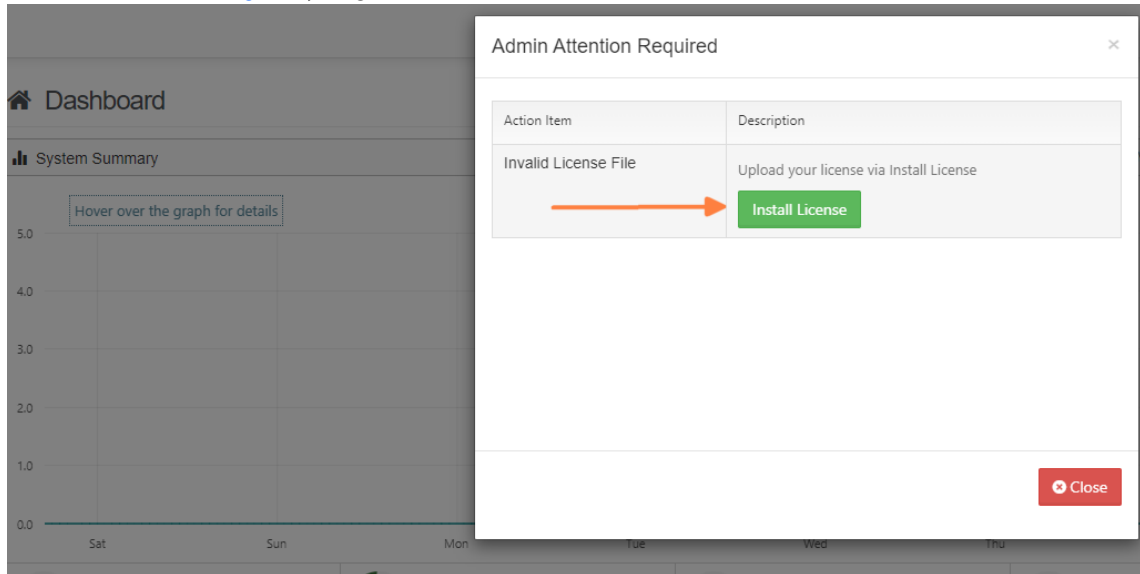 Admin Attention Required
×
Dashboard
Action Item
Description
System Summary
Invalid License File
Upload your license via Install License
Install License
Hover over the graph for details
5.0
4.0
3.0
2.0
1.0
Close
0.0
Sat
Sun
Mon
Tue
Wed
Thu